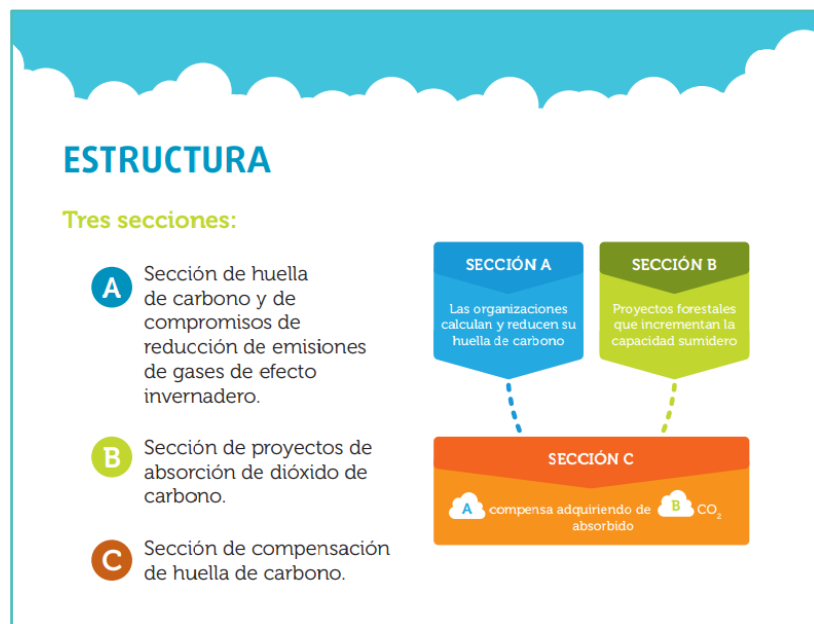 ESTRUCTURA
Tres secciones:
A
Sección de huella
de carbono y de
compromisos de
reducción de emisiones
de gases de efecto
invernadero.
B
Sección de proyectos de
absorción de dióxido de
carbono.
C
Sección de compensación
de huella de carbono.
SECCIÓN A
Las organizaciones
calculan y reducen su
huella de carbono
SECCIÓN B
Proyectos forestales
que incrementan la
capacidad sumidero
SECCIÓN C
A compensa adquiriendo de B CO₂
absorbido